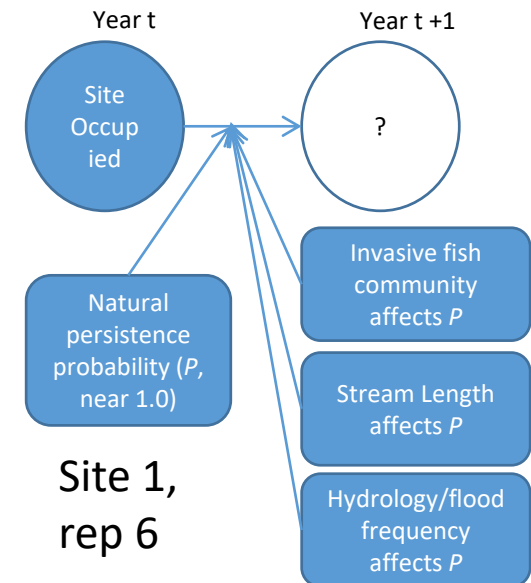 Year t
Year t +1
Site
Occup
ied
?
Natural
persistence
probability (P,
near 1.0)
Invasive fish
community
affects P
Stream Length
affects P
Hydrology/flood
frequency
affects P
Site 1,
rep 6